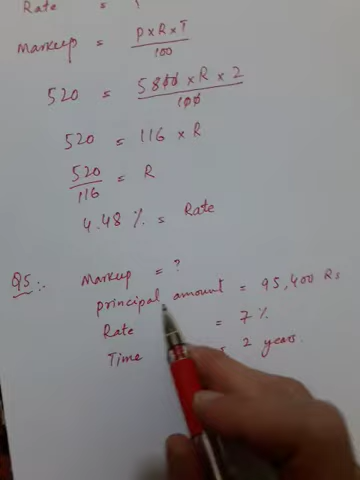 Rate = ?
Markup = P×R×T / 100
520 = 5800 × R × 2 / 100
520 = 116 × R
520 / 116 = R
4.48 % = Rate
Q5:. Markup = ?
principal amount = 95,400 Rs
Rate = 7 %
Time = 2 years.